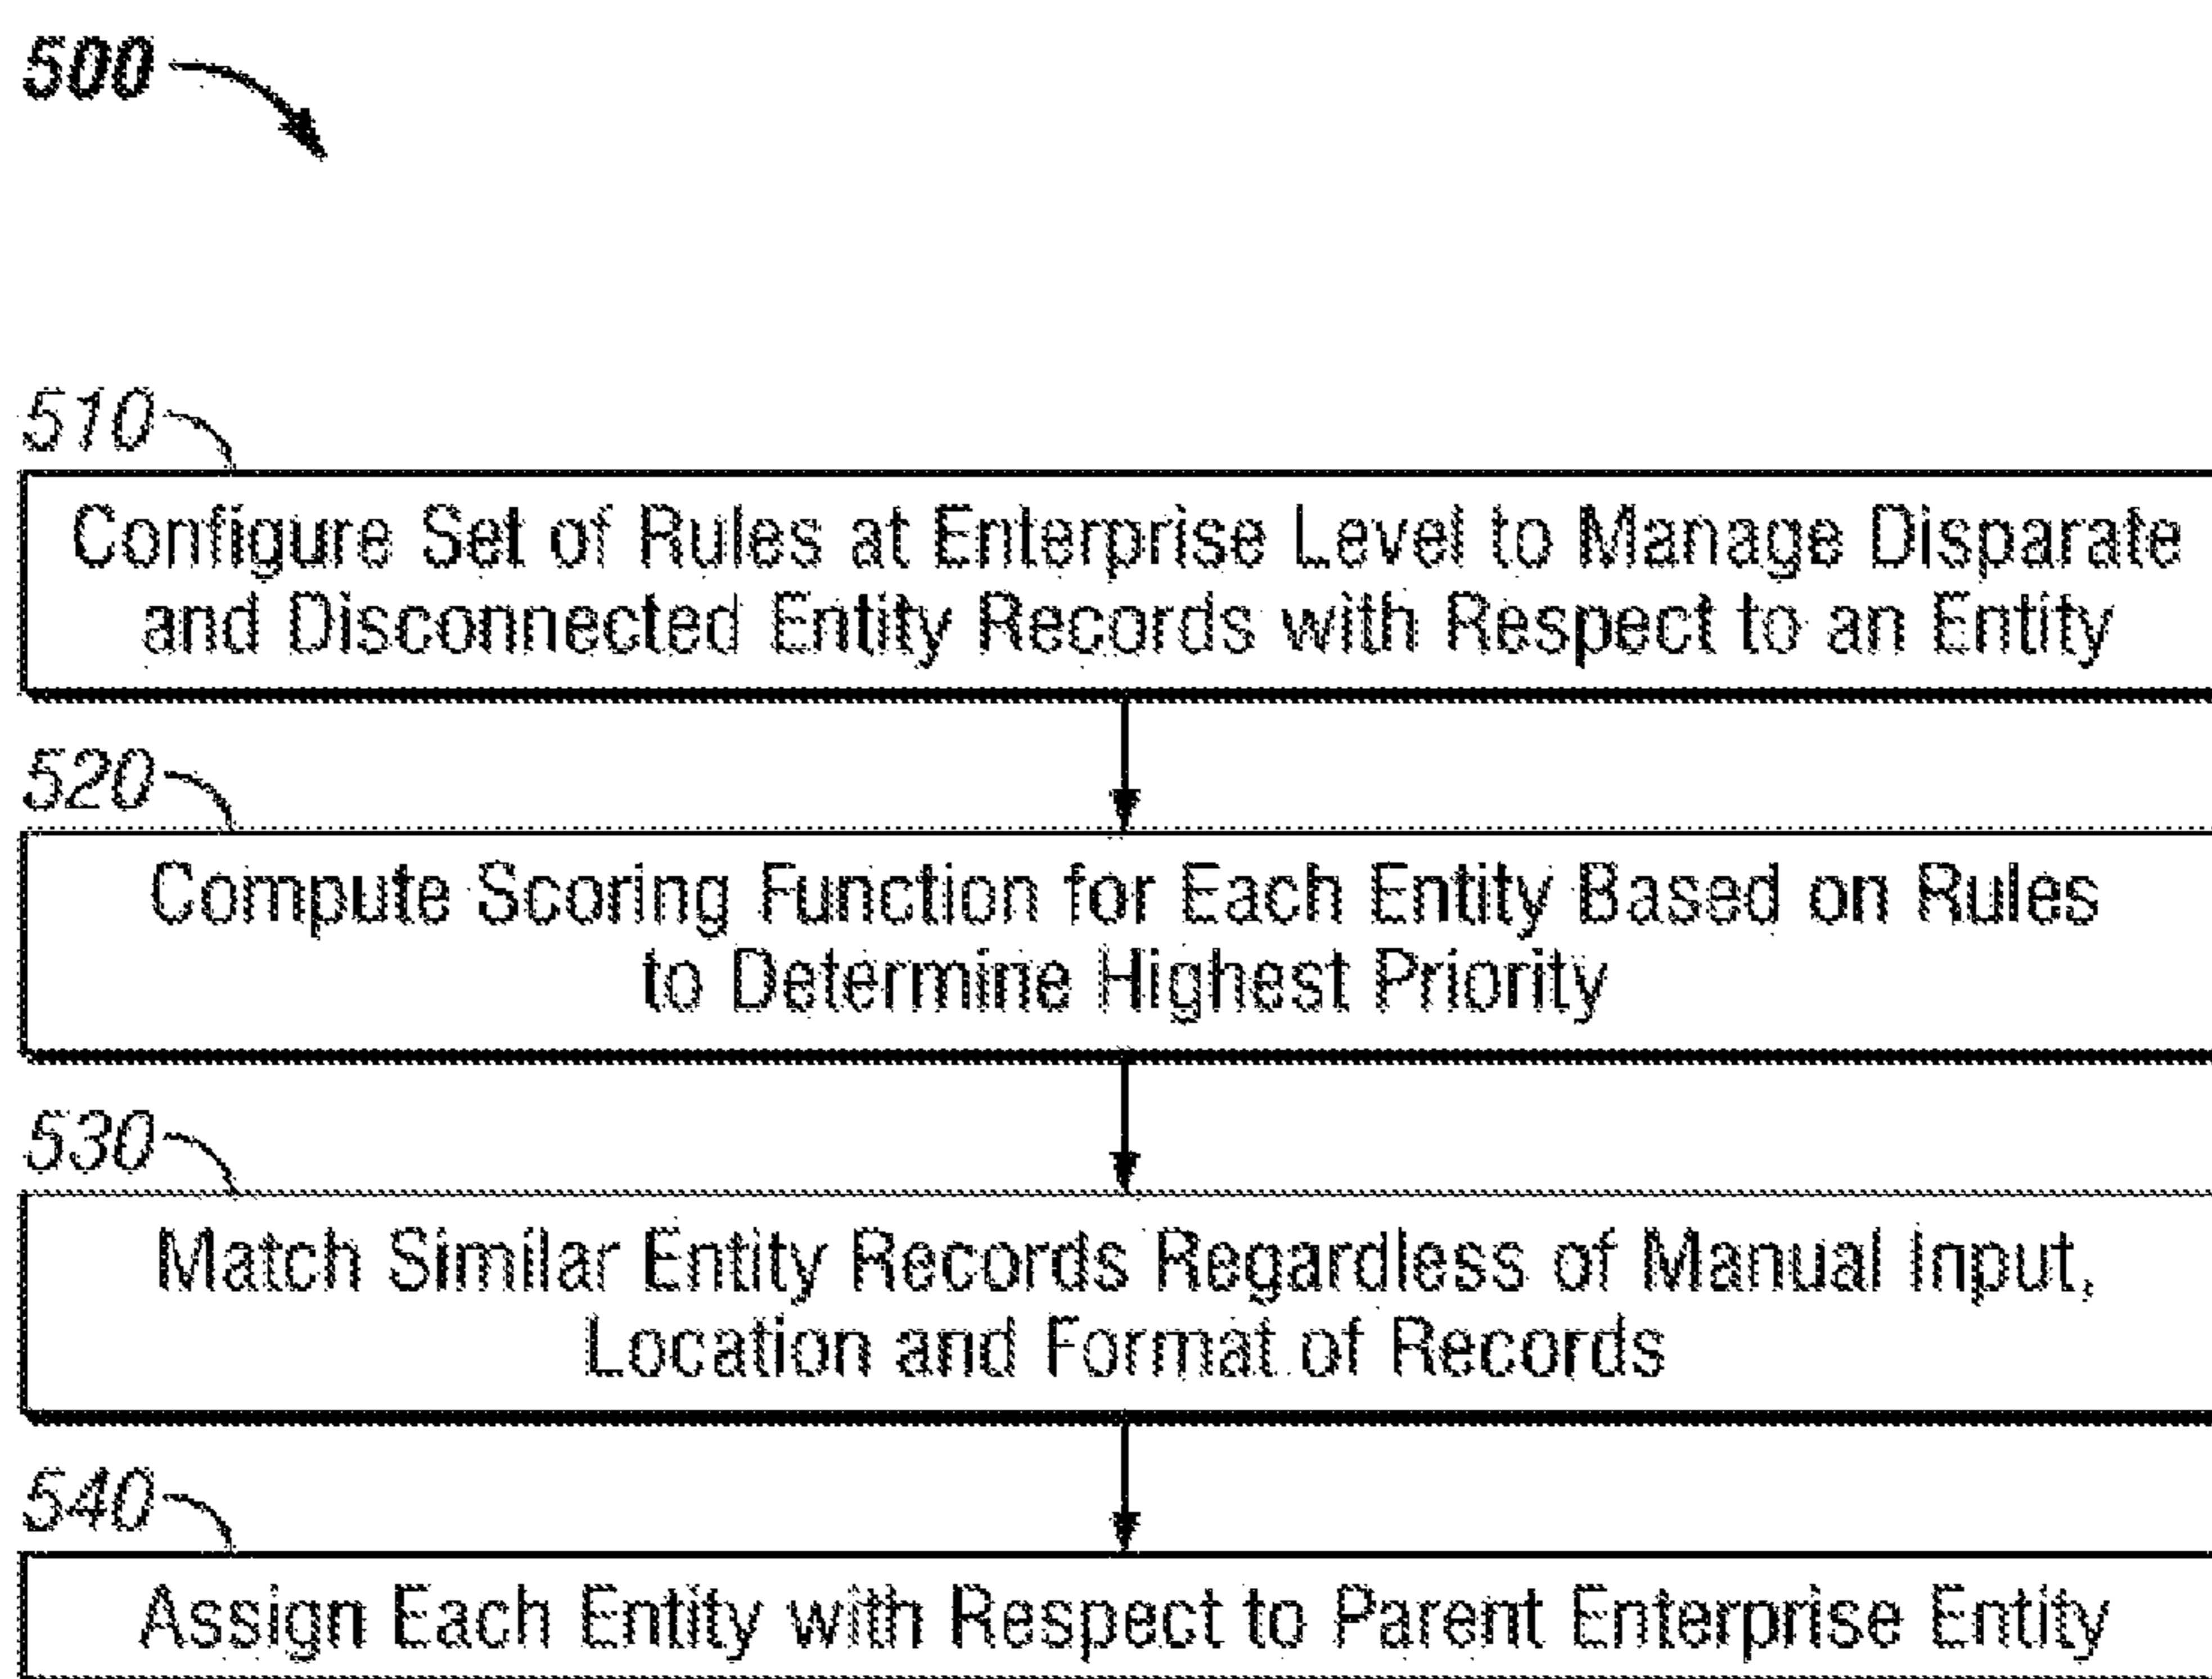 500
510
Configure Set of Rules at Enterprise Level to Manage Disparate
and Disconnected Entity Records with Respect to an Entity
520
Compute Scoring Function for Each Entity Based on Rules
to Determine Highest Priority
530
Match Similar Entity Records Regardless of Manual Input,
Location and Format of Records
540
Assign Each Entity with Respect to Parent Enterprise Entity